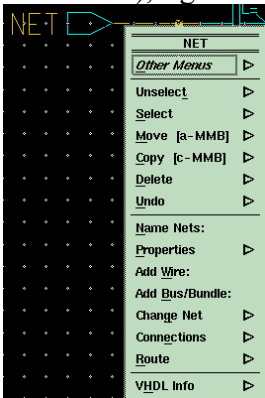 NET
NET
Other Menus
Unselect
Select
Move [a-MMB]
Copy [c-MMB]
Delete
Undo
Name Nets:
Properties
Add Wire:
Add Bus/Bundle:
Change Net
Connections
Route
VHDL Info